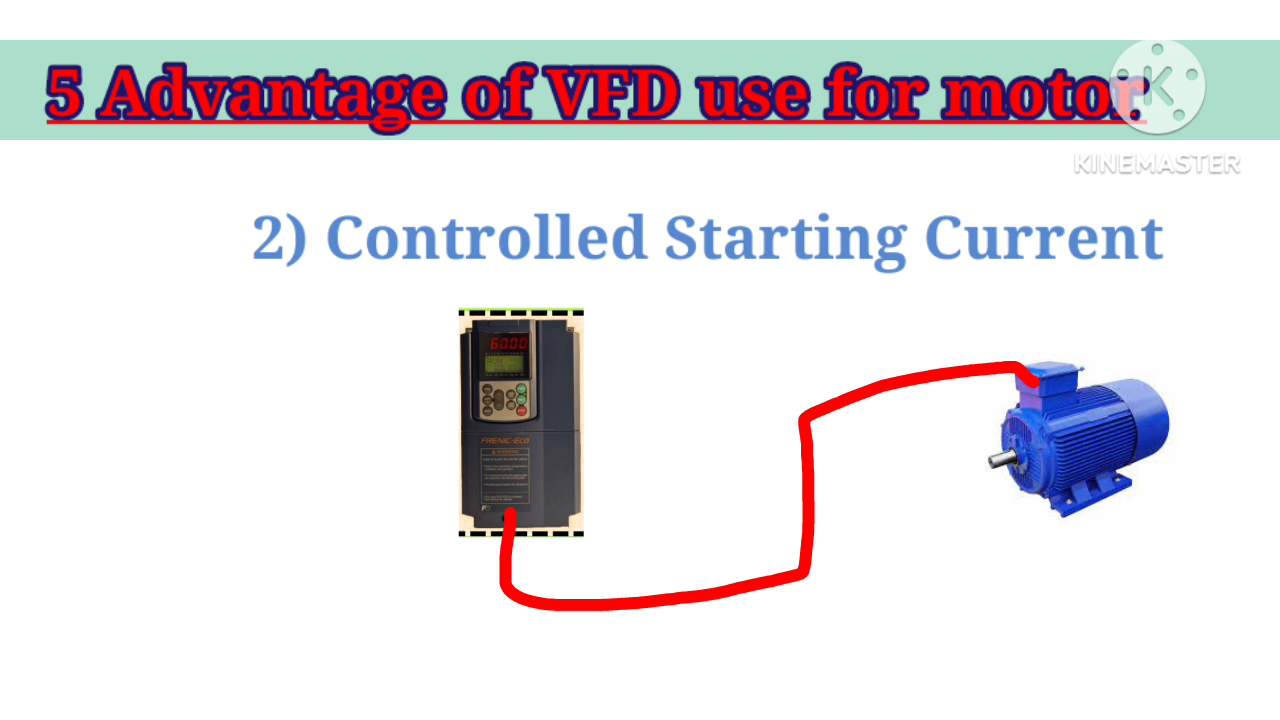 5 Advantage of VFD use for motor
KINEMASTER
2) Controlled Starting Current
60.00
FRENIC-Eco